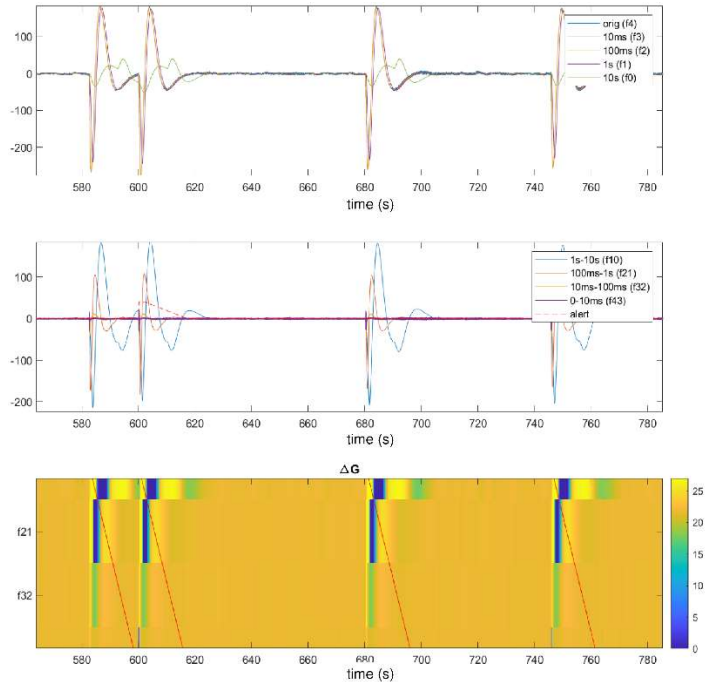 100
0
-100
-200
orig (f4)
10ms (f3)
100ms (f2)
1s (f1)
10s (f0)
580 600 620 640 660 680 700 720 740 760 780
time (s)
100
0
-100
-200
1s-10s (f10)
100ms-1s (f21)
10ms-100ms (f32)
0-10ms (f43)
alert
580 600 620 640 660 680 700 720 740 760 780
time (s)
ΔG
f21
f32
25
20
15
10
5
0
580 600 620 640 660 680 700 720 740 760 780
time (s)